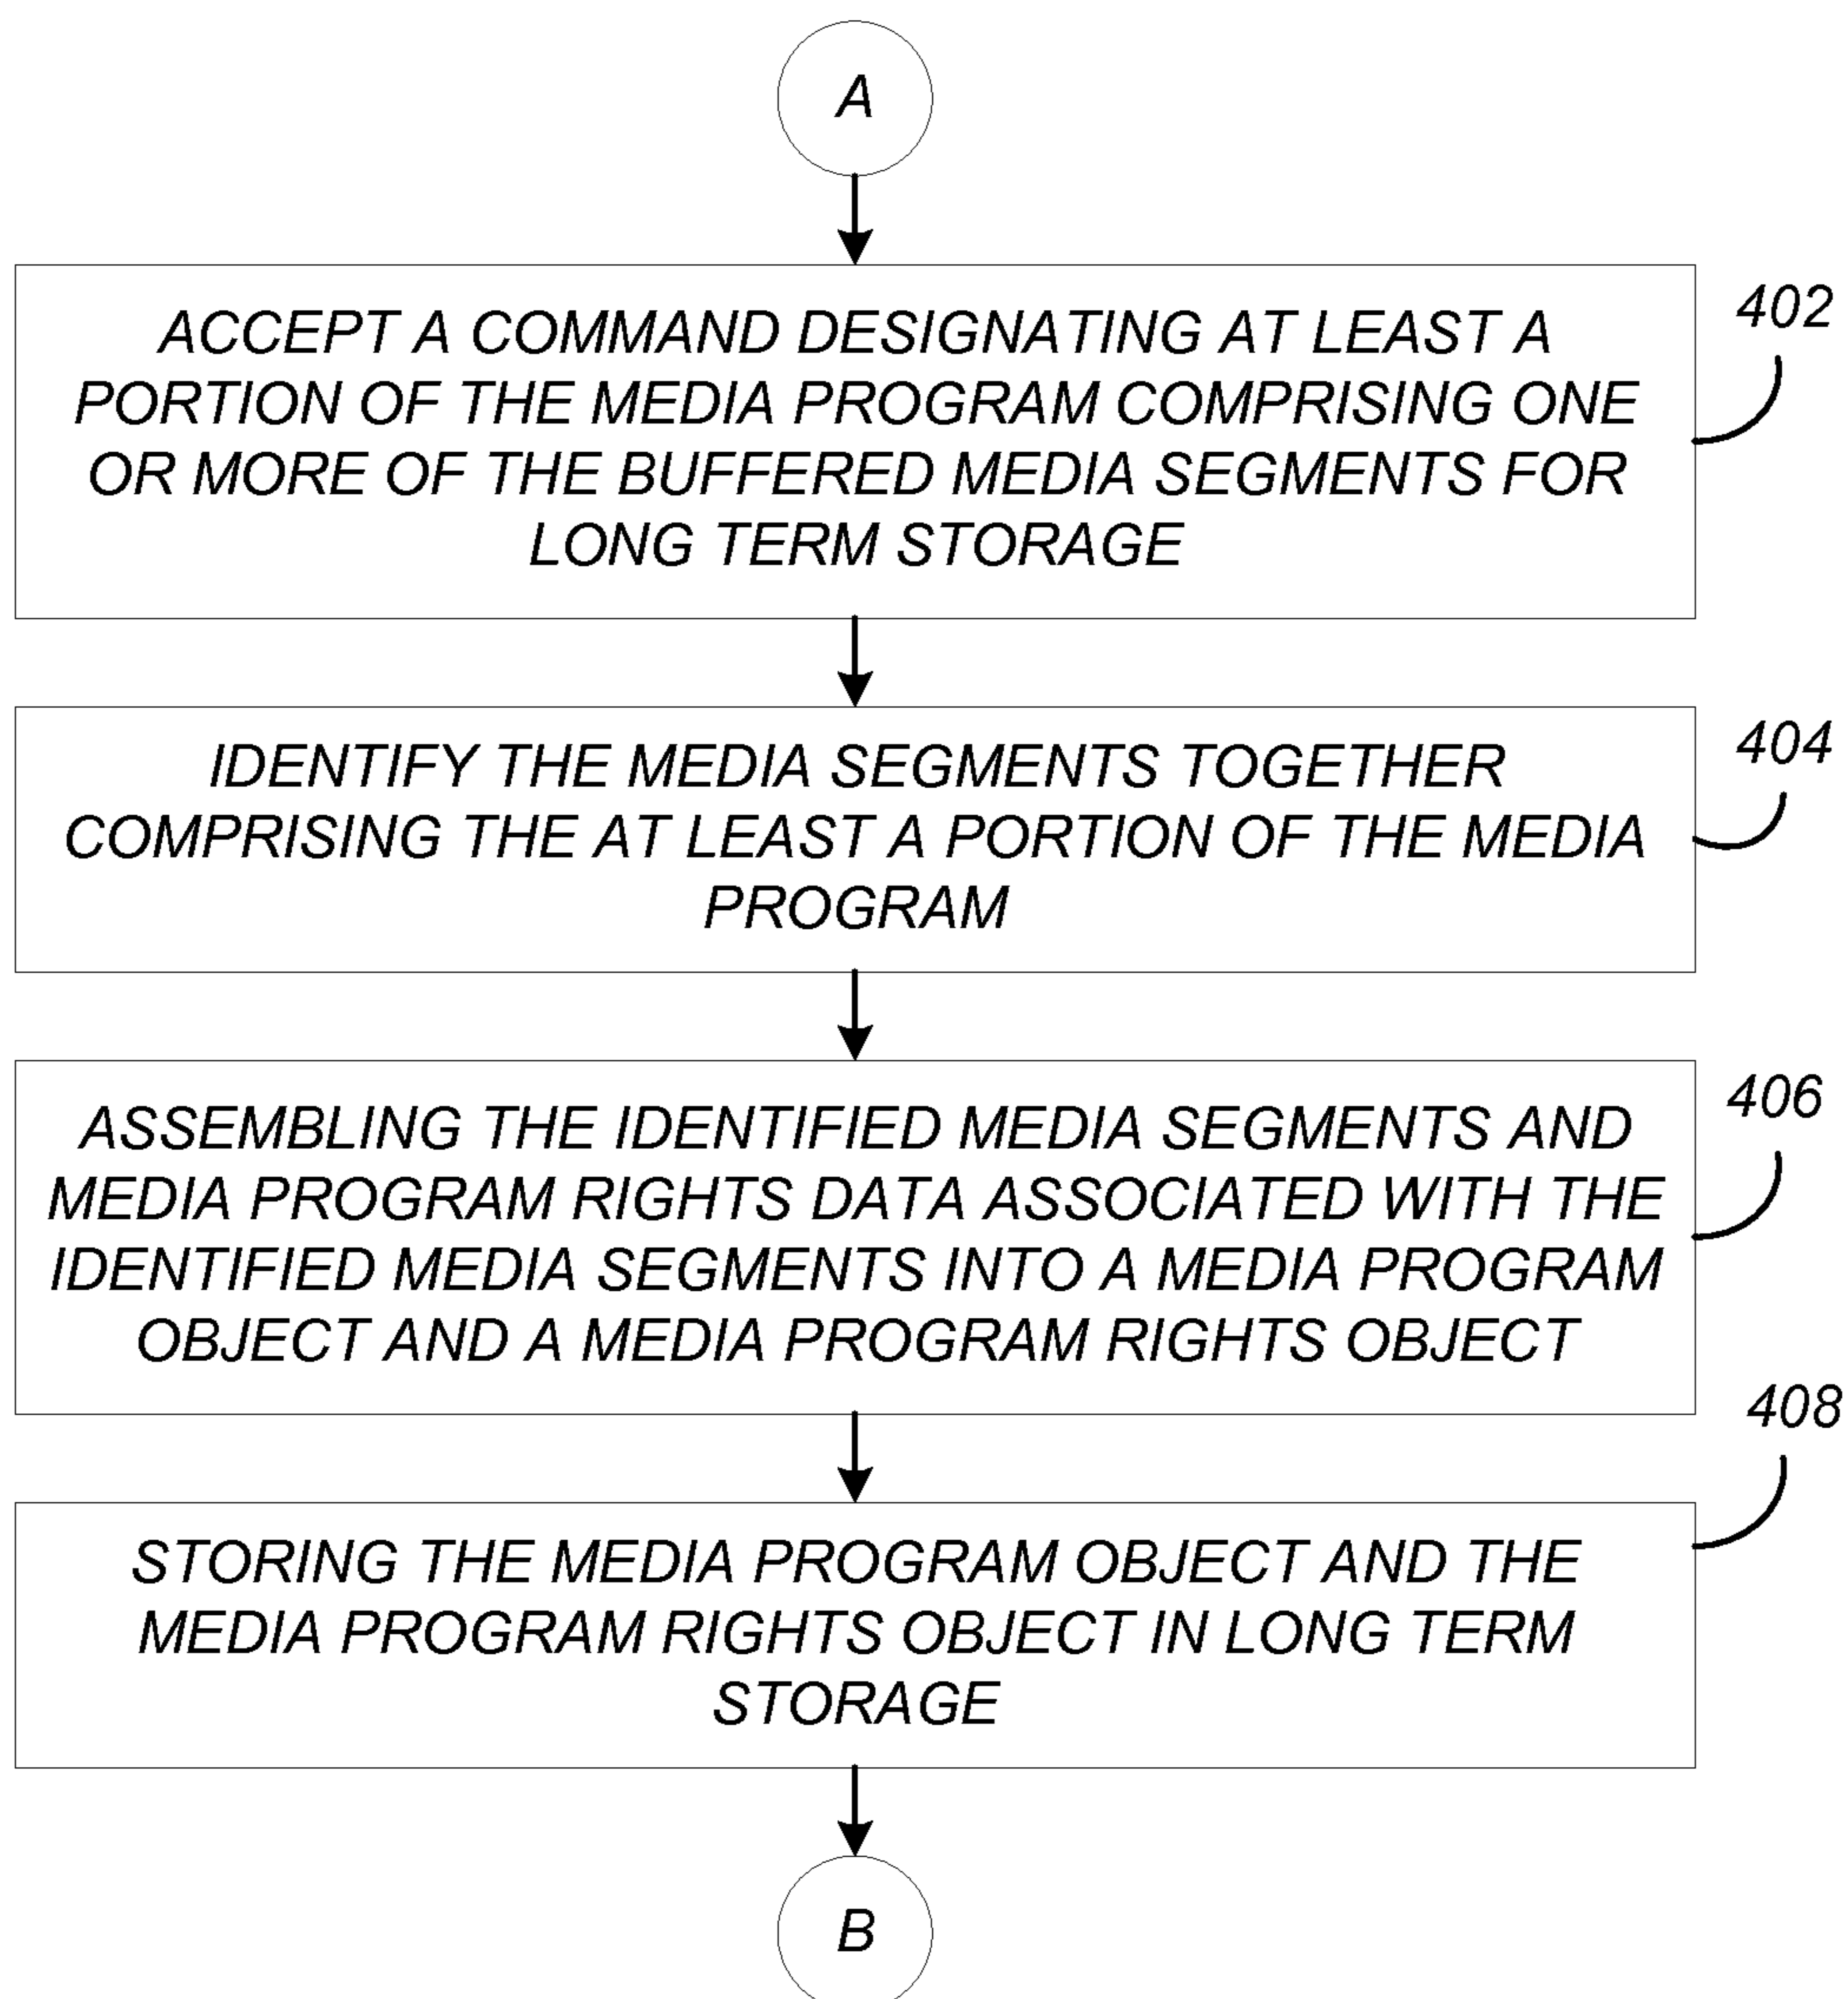 A
ACCEPT A COMMAND DESIGNATING AT LEAST A
PORTION OF THE MEDIA PROGRAM COMPRISING ONE
OR MORE OF THE BUFFERED MEDIA SEGMENTS FOR
LONG TERM STORAGE
402
IDENTIFY THE MEDIA SEGMENTS TOGETHER
COMPRISING THE AT LEAST A PORTION OF THE MEDIA
PROGRAM
404
ASSEMBLING THE IDENTIFIED MEDIA SEGMENTS AND
MEDIA PROGRAM RIGHTS DATA ASSOCIATED WITH THE
IDENTIFIED MEDIA SEGMENTS INTO A MEDIA PROGRAM
OBJECT AND A MEDIA PROGRAM RIGHTS OBJECT
406
STORING THE MEDIA PROGRAM OBJECT AND THE
MEDIA PROGRAM RIGHTS OBJECT IN LONG TERM
STORAGE
408
B